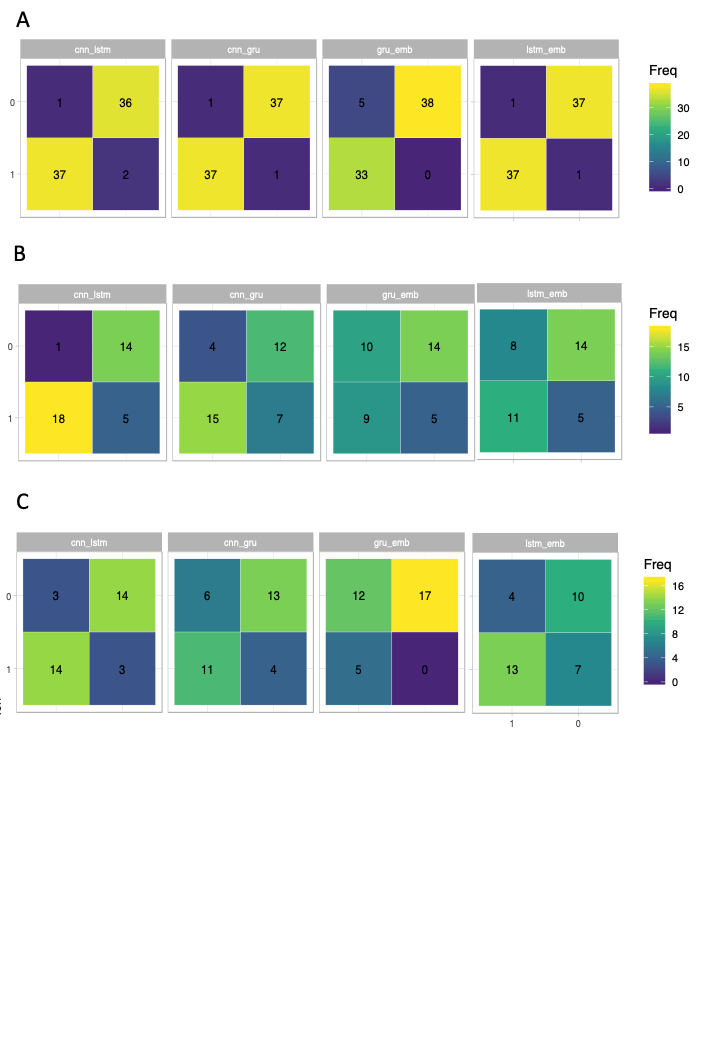 A
cnn_lstm cnn_gru gru_emb lstm_emb
Freq
0 1 36 1 37 5 38 1 37
30
20
10
0
1 37 2 37 1 33 0 37 1
B
cnn_lstm cnn_gru gru_emb lstm_emb
Freq
0 1 14 4 12 10 14 8 14
15
10
5
1 18 5 15 7 9 5 11 5
C
cnn_lstm cnn_gru gru_emb lstm_emb
Freq
0 3 14 6 13 12 17 4 10
16
12
8
4
0
1 14 3 11 4 5 0 13 7
1 0